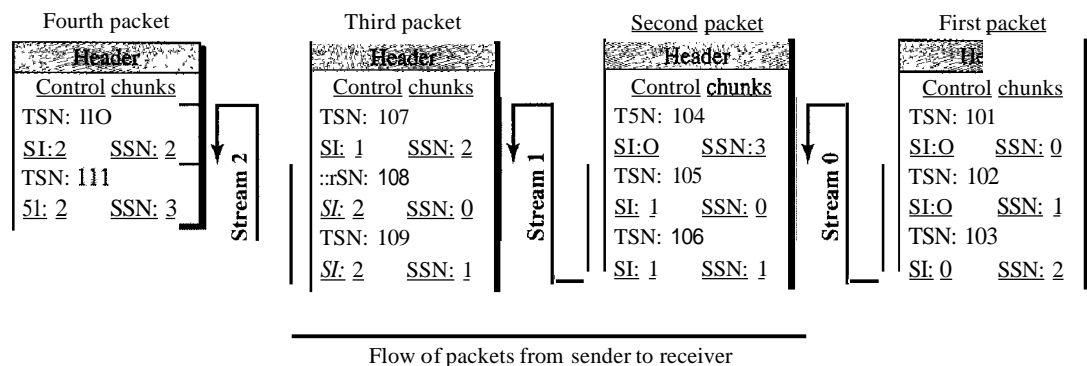 Fourth packet
Header
Control chunks
TSN: llO
SI:2 SSN: 2
TSN: 111
5l: 2 SSN: 3
Stream 2
Third packet
Header
Control chunks
TSN: 107
SI: 1 SSN: 2
::rSN: 108
SI: 2 SSN: 0
TSN: 109
SI: 2 SSN: 1
Stream 1
Second packet
Header
Control chunks
T5N: 104
SI:O SSN:3
TSN: 105
SI: 1 SSN: 0
TSN: 106
SI: 1 SSN: 1
Stream 0
First packet
He
Control chunks
TSN: 101
SI:O SSN: 0
TSN: 102
SI:O SSN: 1
TSN: 103
SI: 0 SSN: 2
Flow of packets from sender to receiver